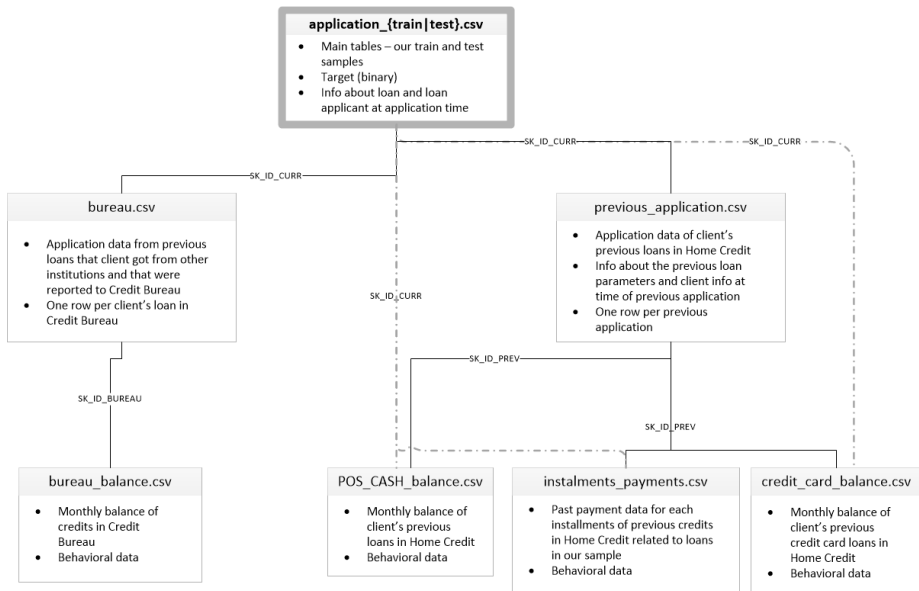 application_{train|test}.csv
• Main tables – our train and test
samples
• Target (binary)
• Info about loan and loan
applicant at application time
SK_ID_CURR
SK_ID_CURR
SK_ID_CURR
bureau.csv
• Application data from previous
loans that client got from other
institutions and that were
reported to Credit Bureau
• One row per client's loan in
Credit Bureau
previous_application.csv
• Application data of client's
previous loans in Home Credit
• Info about the previous loan
parameters and client info at
time of previous application
• One row per previous
application
SK_ID_CURR
SK_ID_PREV
SK_ID_BUREAU
SK_ID_PREV
bureau_balance.csv
• Monthly balance of
credits in Credit
Bureau
• Behavioral data
POS_CASH_balance.csv
• Monthly balance of
client's previous
loans in Home Credit
• Behavioral data
instalments_payments.csv
• Past payment data for each
installments of previous credits
in Home Credit related to loans
in our sample
• Behavioral data
credit_card_balance.csv
• Monthly balance of
client's previous
credit card loans in
Home Credit
• Behavioral data